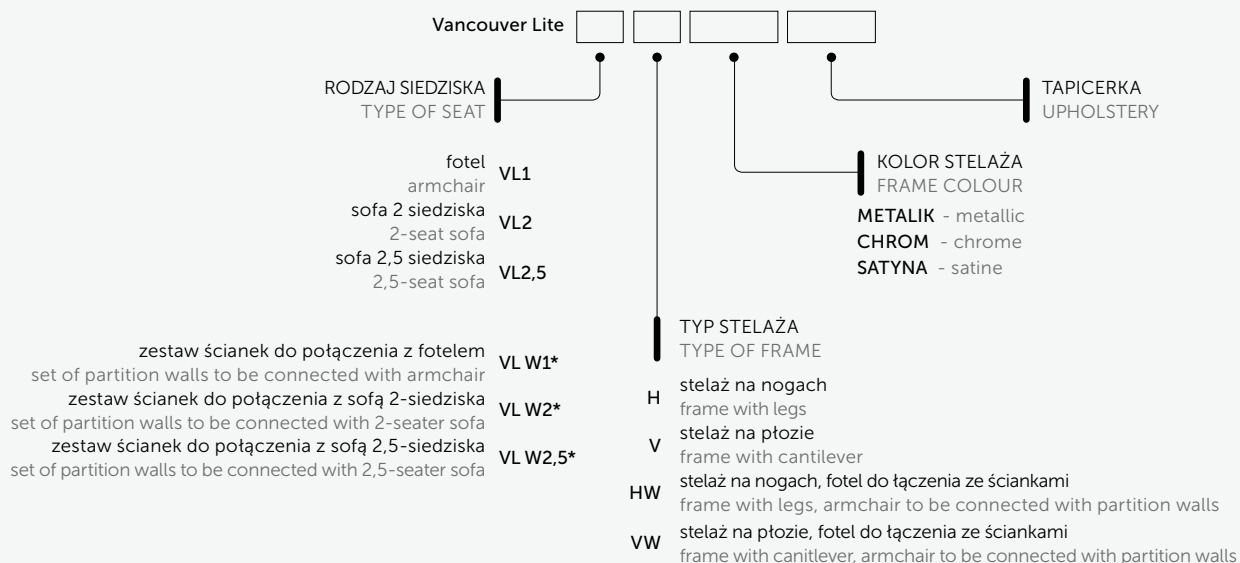 Vancouver Lite
RODZAJ SIEDZISKA
TYPE OF SEAT
fotel
armchair
VL1
sofa 2 siedziska
2-seat sofa
VL2
sofa 2,5 siedziska
2,5-seat sofa
VL2,5
zestaw ścianek do połączenia z fotelem
set of partition walls to be connected with armchair
VL W1*
zestaw ścianek do połączenia z sofą 2-siedziska
set of partition walls to be connected with 2-seater sofa
VL W2*
zestaw ścianek do połączenia z sofą 2,5-siedziska
set of partition walls to be connected with 2,5-seater sofa
VL W2,5*
TYP STELAŻA
TYPE OF FRAME
H
stelaż na nogach
frame with legs
V
stelaż na płozie
frame with cantilever
HW
stelaż na nogach, fotel do łączenia ze ściankami
frame with legs, armchair to be connected with partition walls
VW
stelaż na płozie, fotel do łączenia ze ściankami
frame with canitlever, armchair to be connected with partition walls
KOLOR STELAŻA
FRAME COLOUR
METALIK - metallic
CHROM - chrome
SATYNA - satine
TAPICERKA
UPHOLSTERY